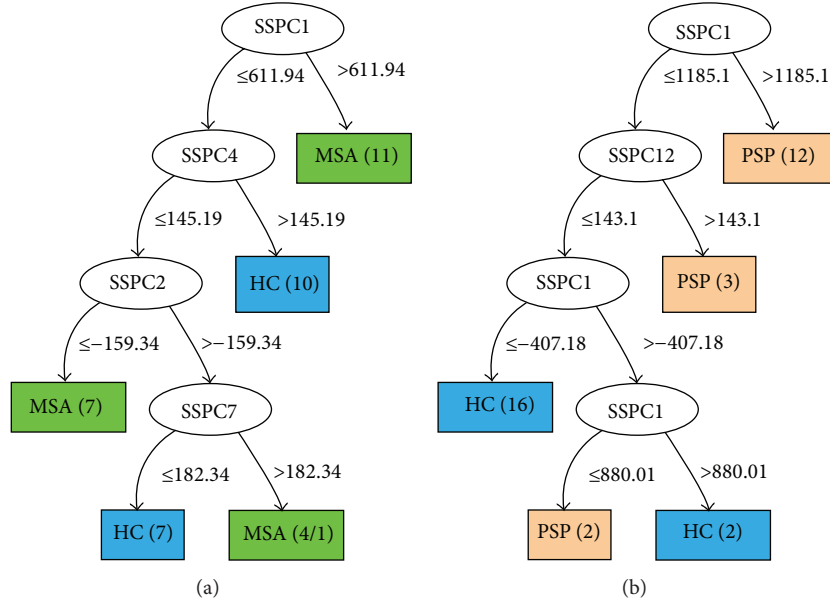 SSPC1
≤611.94
>611.94
SSPC4
MSA (11)
≤145.19
>145.19
SSPC2
HC (10)
≤−159.34
>−159.34
MSA (7)
SSPC7
≤182.34
>182.34
HC (7)
MSA (4/1)
(a)
SSPC1
≤1185.1
>1185.1
SSPC12
PSP (12)
≤143.1
>143.1
SSPC1
PSP (3)
≤−407.18
>−407.18
HC (16)
SSPC1
≤880.01
>880.01
PSP (2)
HC (2)
(b)